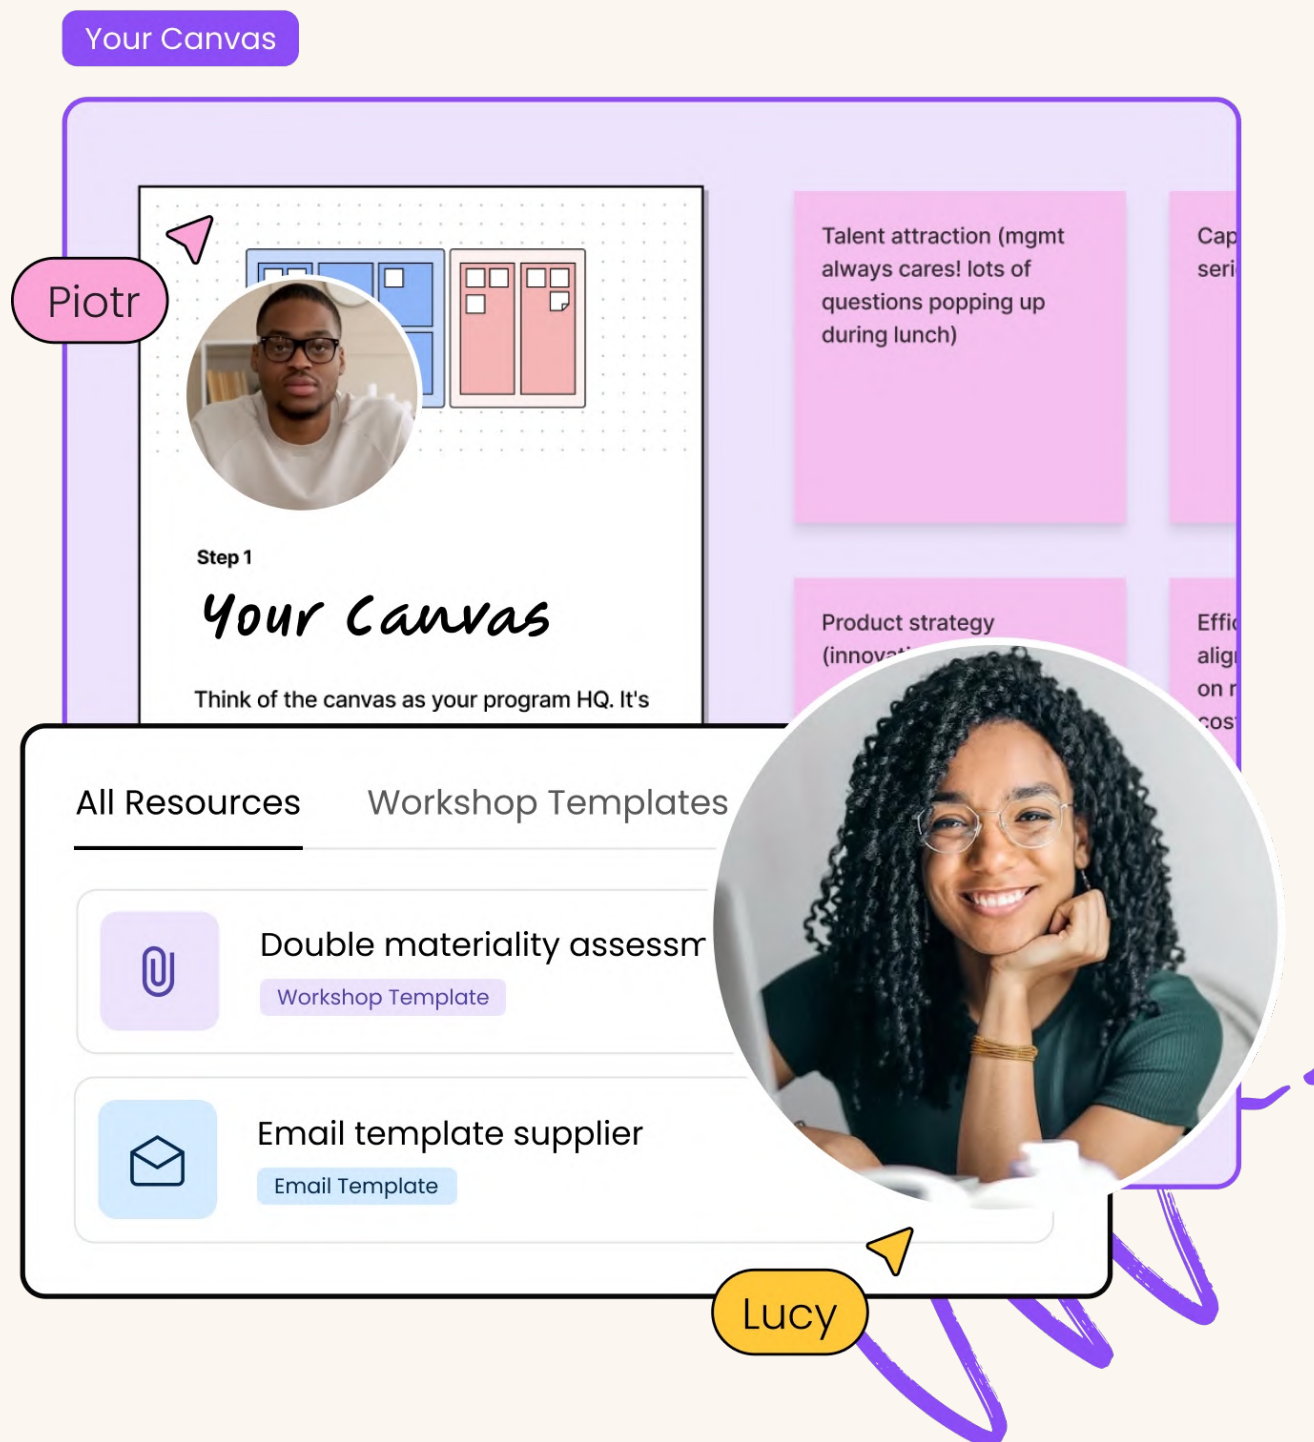 Your Canvas
Piotr
Step 1
Your Canvas
Think of the canvas as your program HQ. It's
Talent attraction (mgmt
always cares! lots of
questions popping up
during lunch)
Product strategy
All Resources
Workshop Templates
Double materiality
Workshop Template
Email template supplier
Email Template
Lucy